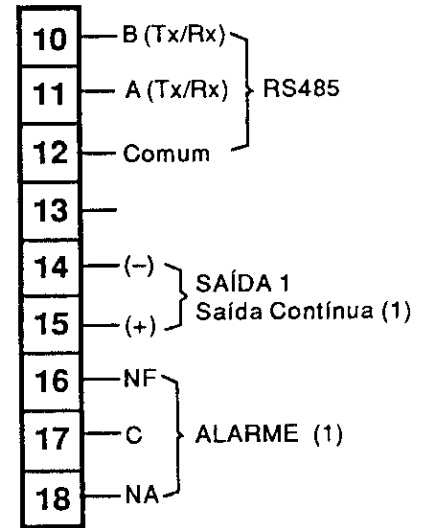 10 B (Tx/Rx)
11 A (Tx/Rx) RS485
12 Comum
13
14 (–) SAÍDA 1
Saída Contínua (1)
15 (+)
16 NF
17 C ALARME (1)
18 NA